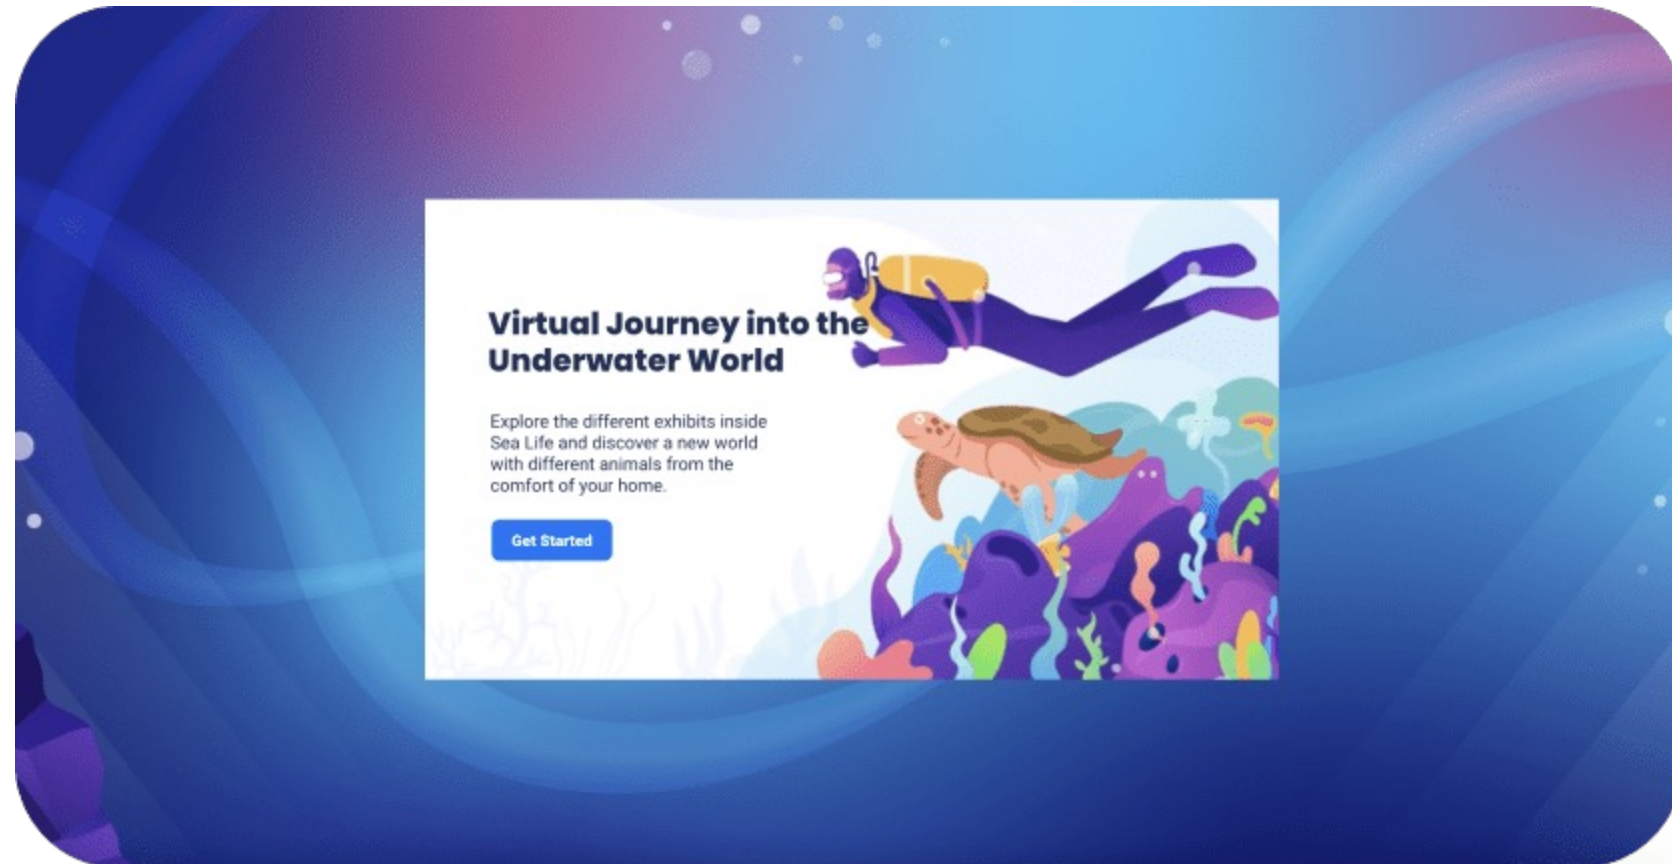 Virtual Journey into the
Underwater World
Explore the different exhibits inside
Sea Life and discover a new world
with different animals from the
comfort of your home.
Get Started